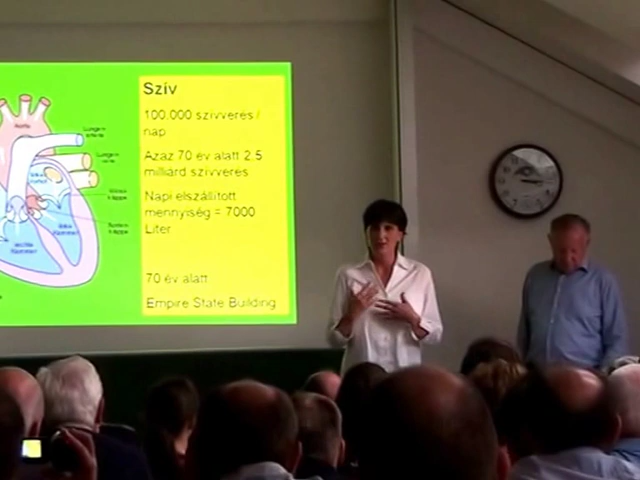 Szív
100.000 szívverés /
nap
Azaz 70 év alatt 2,5
milliárd szívverés
Napi elszállított
mennyiség = 7000
Liter
70 év alatt:
Empire State Building
Aorta